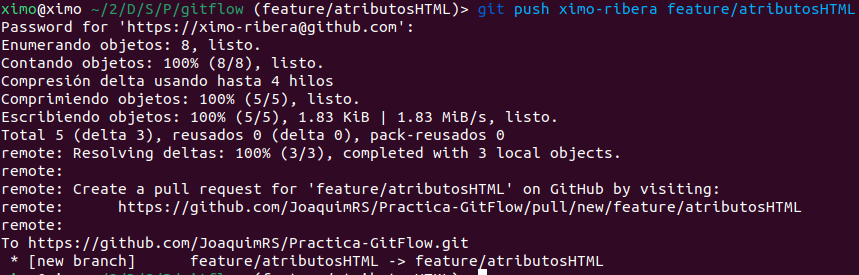 ximo@ximo ~/2/D/S/P/gitflow (feature/atributosHTML)> git push ximo-ribera feature/atributosHTML
Password for 'https://ximo-ribera@github.com':
Enumerando objetos: 8, listo.
Contando objetos: 100% (8/8), listo.
Compresión delta usando hasta 4 hilos
Comprimiendo objetos: 100% (5/5), listo.
Escribiendo objetos: 100% (5/5), 1.83 KiB | 1.83 MiB/s, listo.
Total 5 (delta 3), reusados 0 (delta 0), pack-reusados 0
remote: Resolving deltas: 100% (3/3), completed with 3 local objects.
remote:
remote: Create a pull request for 'feature/atributosHTML' on GitHub by visiting:
remote:      https://github.com/JoaquimRS/Practica-GitFlow/pull/new/feature/atributosHTML
remote:
To https://github.com/JoaquimRS/Practica-GitFlow.git
 * [new branch]      feature/atributosHTML -> feature/atributosHTML